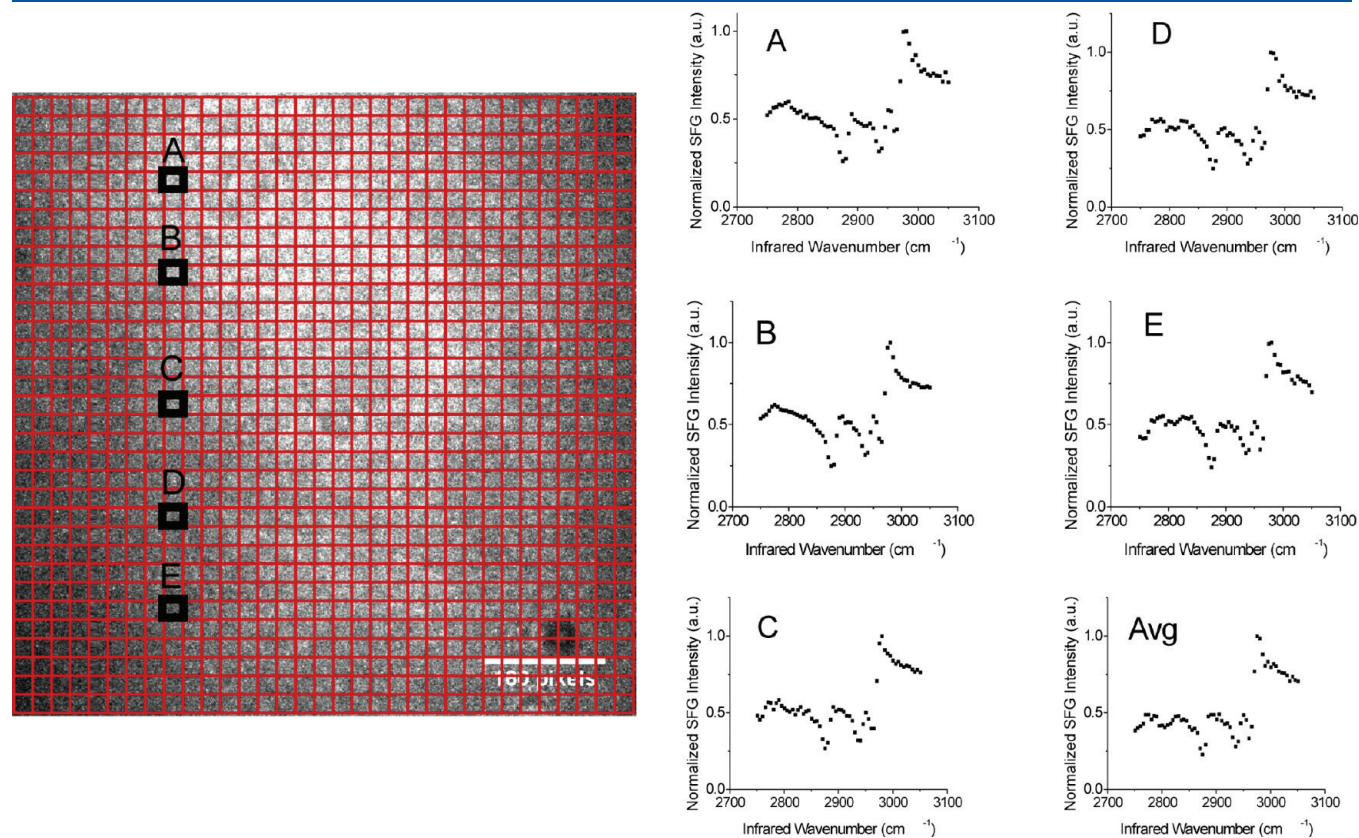 A
B
C
D
E
160 pixels
A
Normalized SFG Intensity (a.u.)
1.0
0.5
0.0
2700 2800 2900 3000 3100
Infrared Wavenumber (cm -1)
D
Normalized SFG Intensity (a.u.)
1.0
0.5
0.0
2700 2800 2900 3000 3100
Infrared Wavenumber (cm -1)
B
Normalized SFG Intensity (a.u.)
1.0
0.5
0.0
2700 2800 2900 3000 3100
Infrared Wavenumber (cm -1)
E
Normalized SFG Intensity (a.u.)
1.0
0.5
0.0
2700 2800 2900 3000 3100
Infrared Wavenumber (cm -1)
C
Normalized SFG Intensity (a.u.)
1.0
0.5
0.0
2700 2800 2900 3000 3100
Infrared Wavenumber (cm -1)
Avg
Normalized SFG Intensity (a.u.)
1.0
0.5
0.0
2700 2800 2900 3000 3100
Infrared Wavenumber (cm -1)